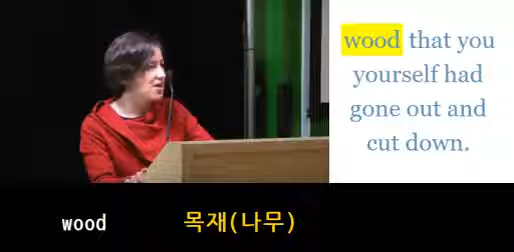 wood that you
yourself had
gone out and
cut down.
wood 목재(나무)